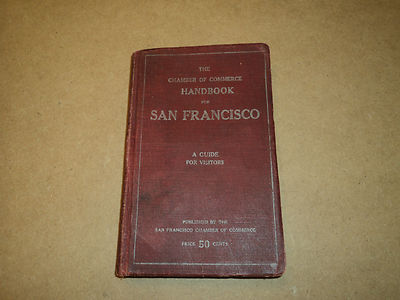 THE
CHAMBER OF COMMERCE
HANDBOOK
FOR
SAN FRANCISCO
A GUIDE
FOR VISITORS
PUBLISHED BY THE
SAN FRANCISCO CHAMBER OF COMMERCE
PRICE 50 CENTS